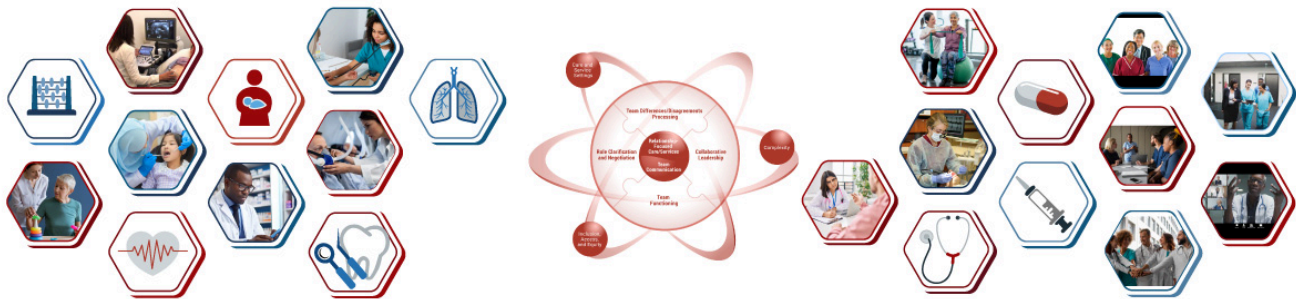 Care and
Service
Settings
Team Differences/Disagreements
Processing
Role Clarification
and Negotiation
Relationship-
Focused
Care/Services
Team
Communication
Collaborative
Leadership
Complexity
Team
Functioning
Inclusion,
Antiracism
and Equity